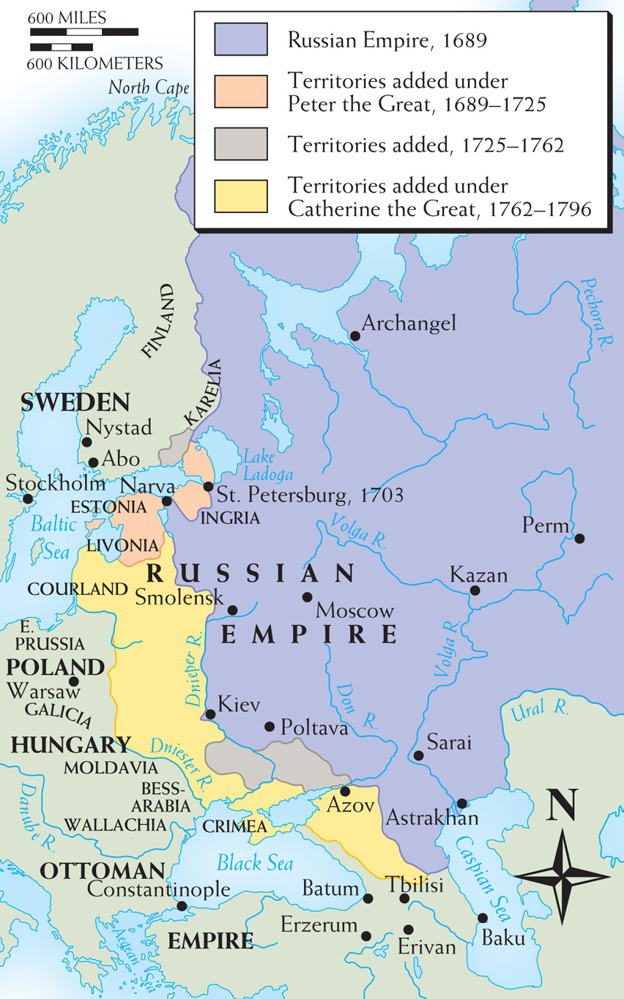 600 MILES
600 KILOMETERS
North Cape
Russian Empire, 1689
Territories added under
Peter the Great, 1689–1725
Territories added, 1725–1762
Territories added under
Catherine the Great, 1762–1796
Pechora R.
Archangel
FINLAND
KARELIA
SWEDEN
Nystad
Abo
Lake
Ladoga
Stockholm
Narva
St. Petersburg, 1703
ESTONIA
INGRIA
Baltic
Sea
LIVONIA
Volga R.
Perm
RUSSIAN
Kazan
COURLAND
Smolensk
Moscow
EMPIRE
E.
PRUSSIA
Volga R.
POLAND
Warsaw
Dnieper R.
GALICIA
Kiev
Don R.
Ural R.
Poltava
HUNGARY
Dniester R.
Sarai
MOLDAVIA
BESS-
ARABIA
Azov
Astrakhan
N
Danube R.
WALLACHIA
CRIMEA
Black Sea
Caspian Sea
OTTOMAN
Constantinople
Batum
Tbilisi
Erzerum
EMPIRE
Erivan
Baku
Aegean
Sea